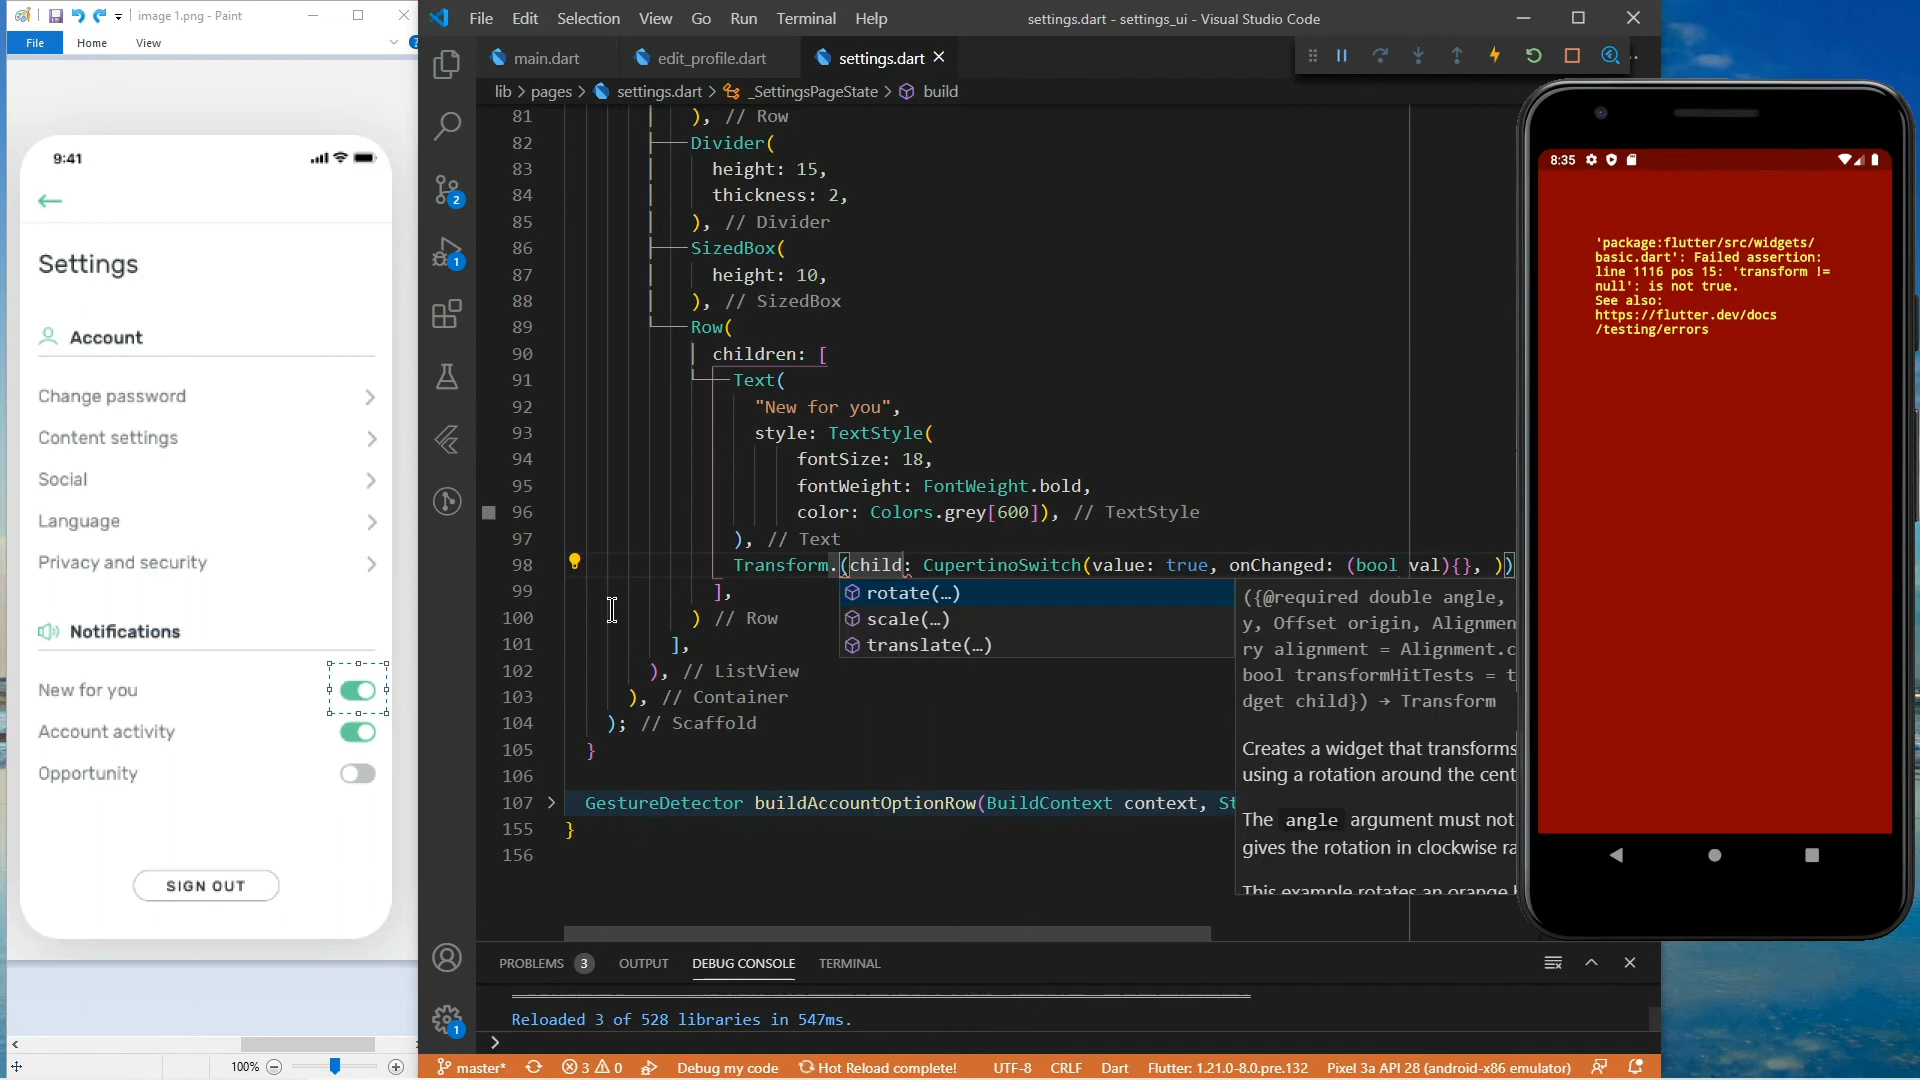 image 1.png - Paint
File
Home
View
9:41
Settings
Account
Change password
Content settings
Social
Language
Privacy and security
Notifications
New for you
Account activity
Opportunity
SIGN OUT
100%
File Edit Selection View Go Run Terminal Help
settings.dart - settings_ui - Visual Studio Code
main.dart
edit_profile.dart
settings.dart
lib > pages > settings.dart > _SettingsPageState > build
2
1
1
81 ), // Row
82 Divider(
83 height: 15,
84 thickness: 2,
85 ), // Divider
86 SizedBox(
87 height: 10,
88 ), // SizedBox
89 Row(
90 children: [
91 Text(
92 "New for you",
93 style: TextStyle(
94 fontSize: 18,
95 fontWeight: FontWeight.bold,
96 color: Colors.grey[600]), // TextStyle
97 ), // Text
98 Transform.(child: CupertinoSwitch(value: true, onChanged: (bool val){}, ))
99 ],
100 ) // Row
101 ],
102 ), // ListView
103 ), // Container
104 ); // Scaffold
105 }
106
107 GestureDetector buildAccountOptionRow(BuildContext context, St
155 }
156
rotate(…)
scale(…)
translate(…)
({@required double angle,
y, Offset origin, Alignmen
ry alignment = Alignment.c
bool transformHitTests = t
dget child}) → Transform
Creates a widget that transforms
using a rotation around the cent
The angle argument must not
gives the rotation in clockwise ra
This example rotates an orange b
PROBLEMS 3 OUTPUT DEBUG CONSOLE TERMINAL
Reloaded 3 of 528 libraries in 547ms.
master*
3
0
Debug my code
Hot Reload complete!
UTF-8
CRLF
Dart
Flutter: 1.21.0-8.0.pre.132
Pixel 3a API 28 (android-x86 emulator)
8:35
'package:flutter/src/widgets/
basic.dart': Failed assertion:
line 1116 pos 15: 'transform !=
null': is not true.
See also:
https://flutter.dev/docs
/testing/errors